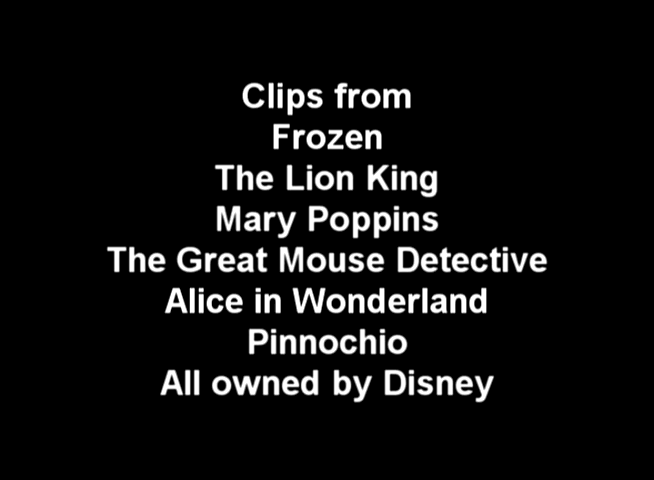 Clips from
Frozen
The Lion King
Mary Poppins
The Great Mouse Detective
Alice in Wonderland
Pinnochio
All owned by Disney